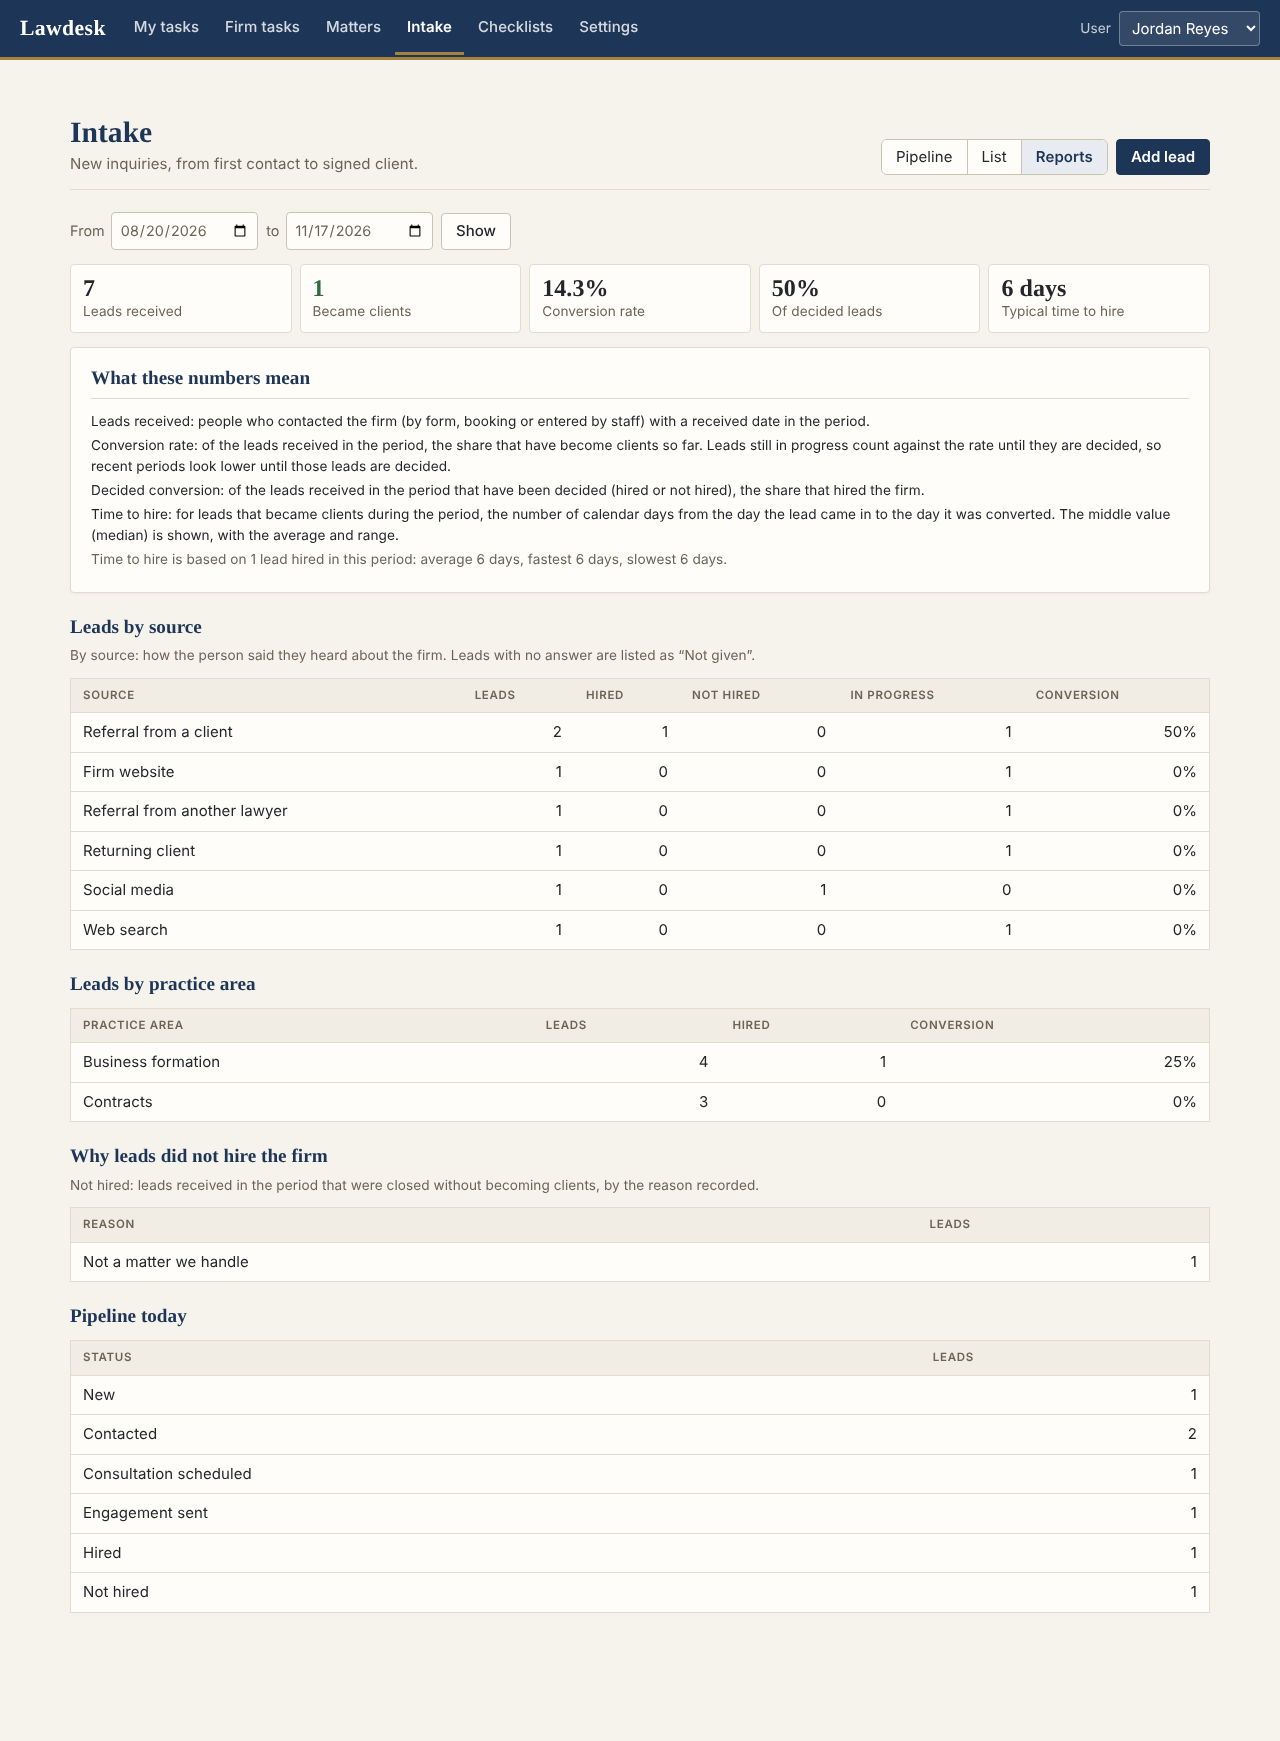 Lawdesk My tasks Firm tasks Matters Intake Checklists Settings User Jordan Reyes
Intake
New inquiries, from first contact to signed client.
Pipeline List Reports Add lead
From 08/20/2026 to 11/17/2026 Show
7
Leads received
1
Became clients
14.3%
Conversion rate
50%
Of decided leads
6 days
Typical time to hire
What these numbers mean
Leads received: people who contacted the firm (by form, booking or entered by staff) with a received date in the period.
Conversion rate: of the leads received in the period, the share that have become clients so far. Leads still in progress count against the rate until they are decided, so
recent periods look lower until those leads are decided.
Decided conversion: of the leads received in the period that have been decided (hired or not hired), the share that hired the firm.
Time to hire: for leads that became clients during the period, the number of calendar days from the day the lead came in to the day it was converted. The middle value
(median) is shown, with the average and range.
Time to hire is based on 1 lead hired in this period: average 6 days, fastest 6 days, slowest 6 days.
Leads by source
By source: how the person said they heard about the firm. Leads with no answer are listed as “Not given”.
SOURCE LEADS HIRED NOT HIRED IN PROGRESS CONVERSION
Referral from a client 2 1 0 1 50%
Firm website 1 0 0 1 0%
Referral from another lawyer 1 0 0 1 0%
Returning client 1 0 0 1 0%
Social media 1 0 1 0 0%
Web search 1 0 0 1 0%
Leads by practice area
PRACTICE AREA LEADS HIRED CONVERSION
Business formation 4 1 25%
Contracts 3 0 0%
Why leads did not hire the firm
Not hired: leads received in the period that were closed without becoming clients, by the reason recorded.
REASON LEADS
Not a matter we handle 1
Pipeline today
STATUS LEADS
New 1
Contacted 2
Consultation scheduled 1
Engagement sent 1
Hired 1
Not hired 1